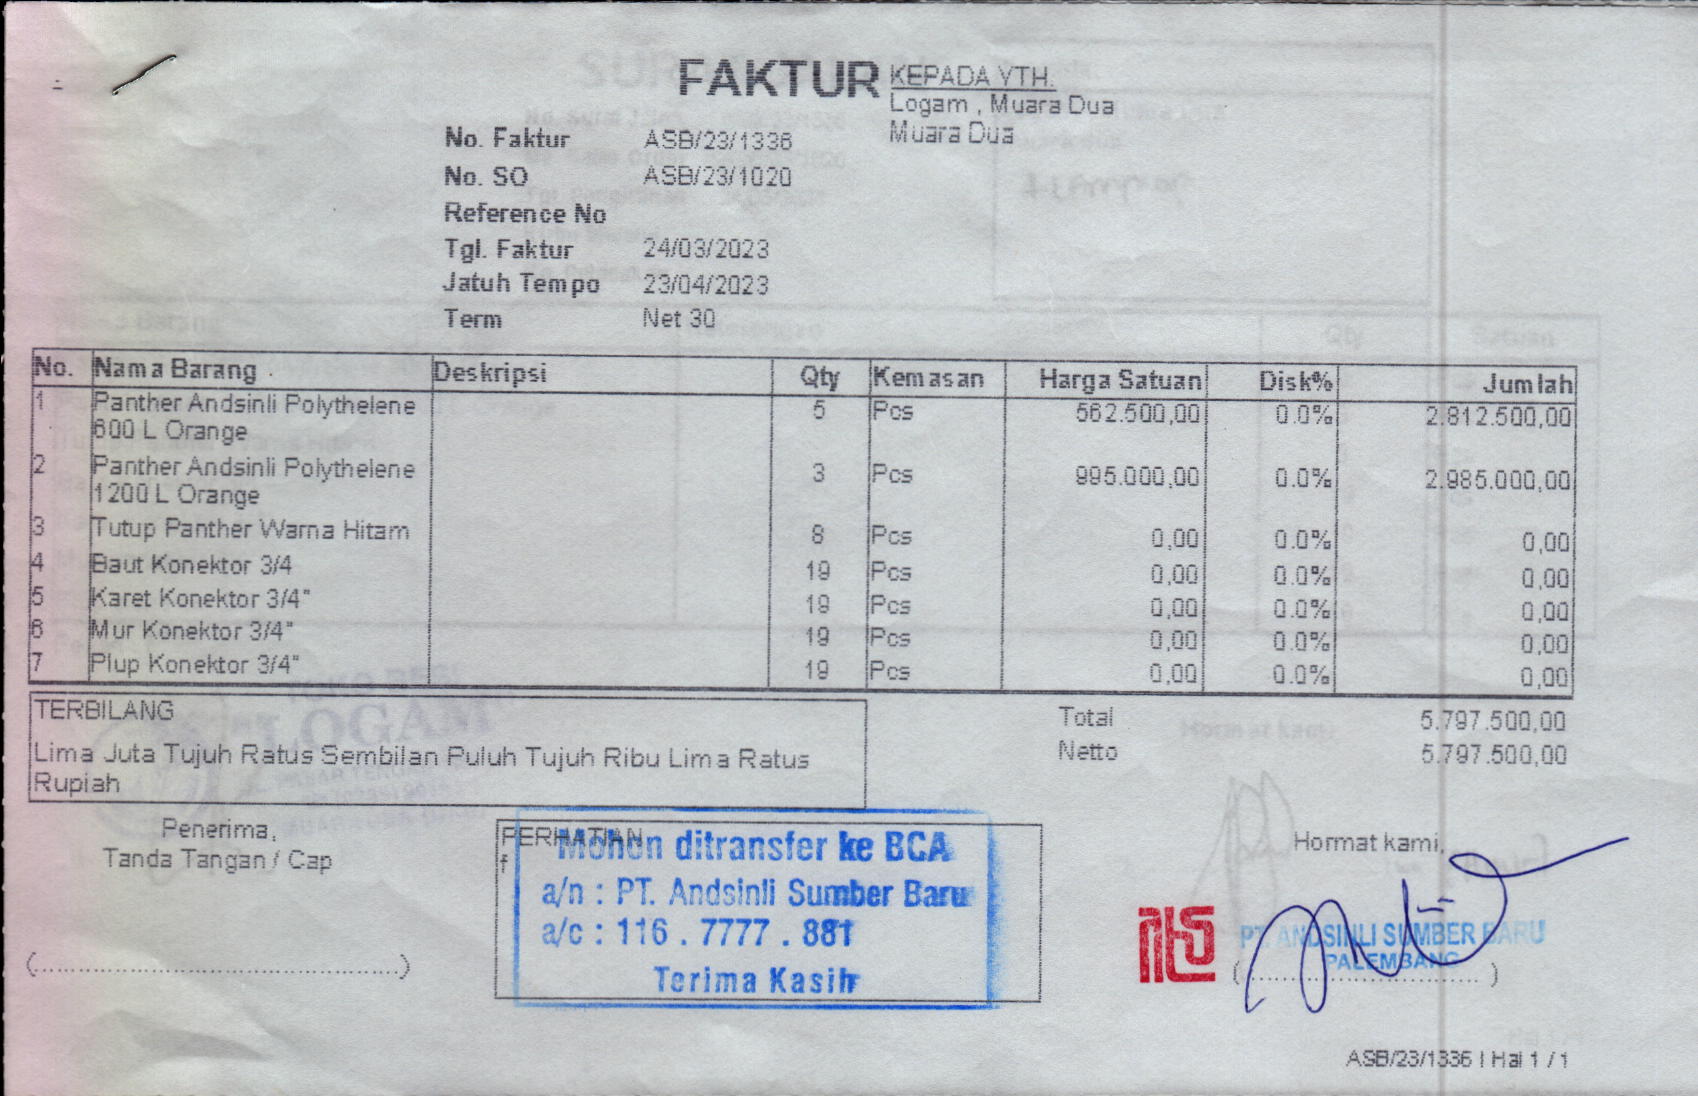 FAKTUR
KEPADA YTH.
Logam , Muara Dua
Muara Dua
No. Faktur ASB/23/1336
No. SO ASB/23/1020
Reference No
Tgl. Faktur 24/03/2023
Jatuh Tempo 23/04/2023
Term Net 30
No. Nama Barang Deskripsi Qty Kemasan Harga Satuan Disk% Jumlah
1 Panther Andsinli Polythelene 5 Pcs 562.500,00 0.0% 2.812.500,00
600 L Orange
2 Panther Andsinli Polythelene 3 Pcs 995.000,00 0.0% 2.985.000,00
1200 L Orange
3 Tutup Panther Warna Hitam 8 Pcs 0,00 0.0% 0,00
4 Baut Konektor 3/4 19 Pcs 0,00 0.0% 0,00
5 Karet Konektor 3/4" 19 Pcs 0,00 0.0% 0,00
6 Mur Konektor 3/4" 19 Pcs 0,00 0.0% 0,00
7 Plup Konektor 3/4" 19 Pcs 0,00 0.0% 0,00
TERBILANG
Lima Juta Tujuh Ratus Sembilan Puluh Tujuh Ribu Lima Ratus
Rupiah
Total 5.797.500,00
Netto 5.797.500,00
Penerima,
Tanda Tangan / Cap
(......................................)
PERHATIAN
f
Mohon ditransfer ke BCA
a/n : PT. Andsinli Sumber Baru
a/c : 116 . 7777 . 881
Terima Kasih
Hormat kami,
PT. ANDSINLI SUMBER BARU
PALEMBANG
(..........................)
ASB/23/1336 | Hal 1 / 1